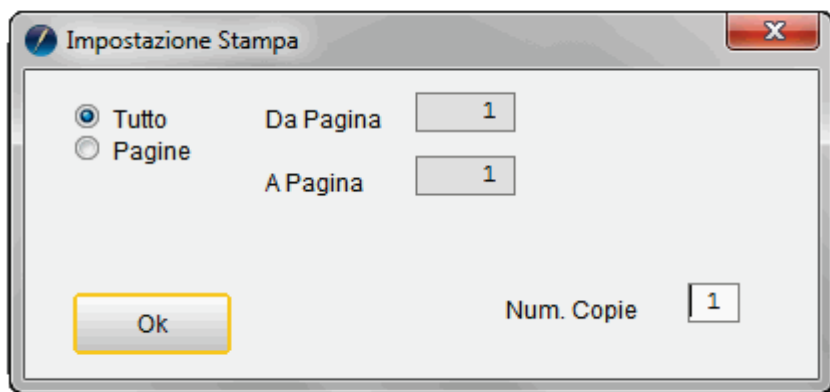 Impostazione Stampa
Tutto Da Pagina 1
Pagine
A Pagina 1
Ok Num. Copie 1